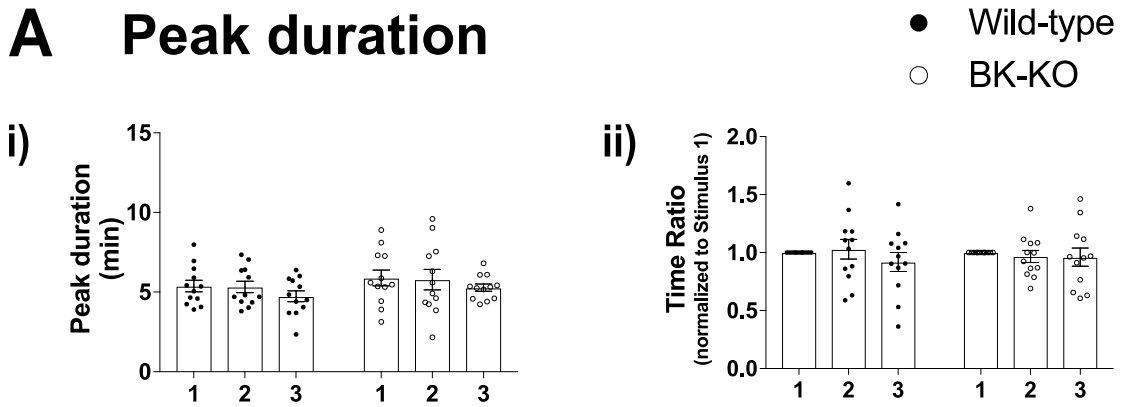 A Peak duration
Wild-type
BK-KO
i)
Peak duration
(min)
15
10
5
0
1 2 3 1 2 3
ii)
Time Ratio
(normalized to Stimulus 1)
2.0
1.5
1.0
0.5
0.0
1 2 3 1 2 3